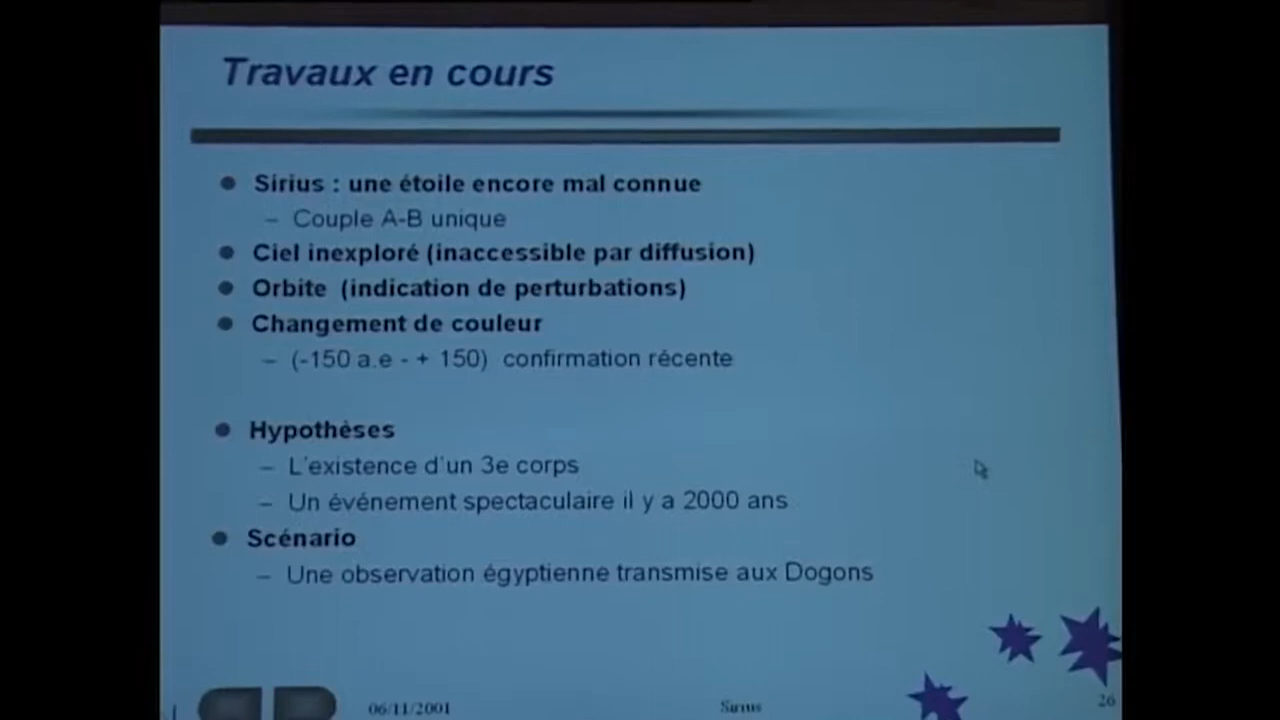 Travaux en cours
● Sirius : une étoile encore mal connue
– Couple A-B unique
● Ciel inexploré (inaccessible par diffusion)
● Orbite (indication de perturbations)
● Changement de couleur
– (-150 a.e - + 150) confirmation récente
● Hypothèses
– L'existence d'un 3e corps
– Un événement spectaculaire il y a 2000 ans
● Scénario
– Une observation égyptienne transmise aux Dogons
06/11/2001 Sirius 26